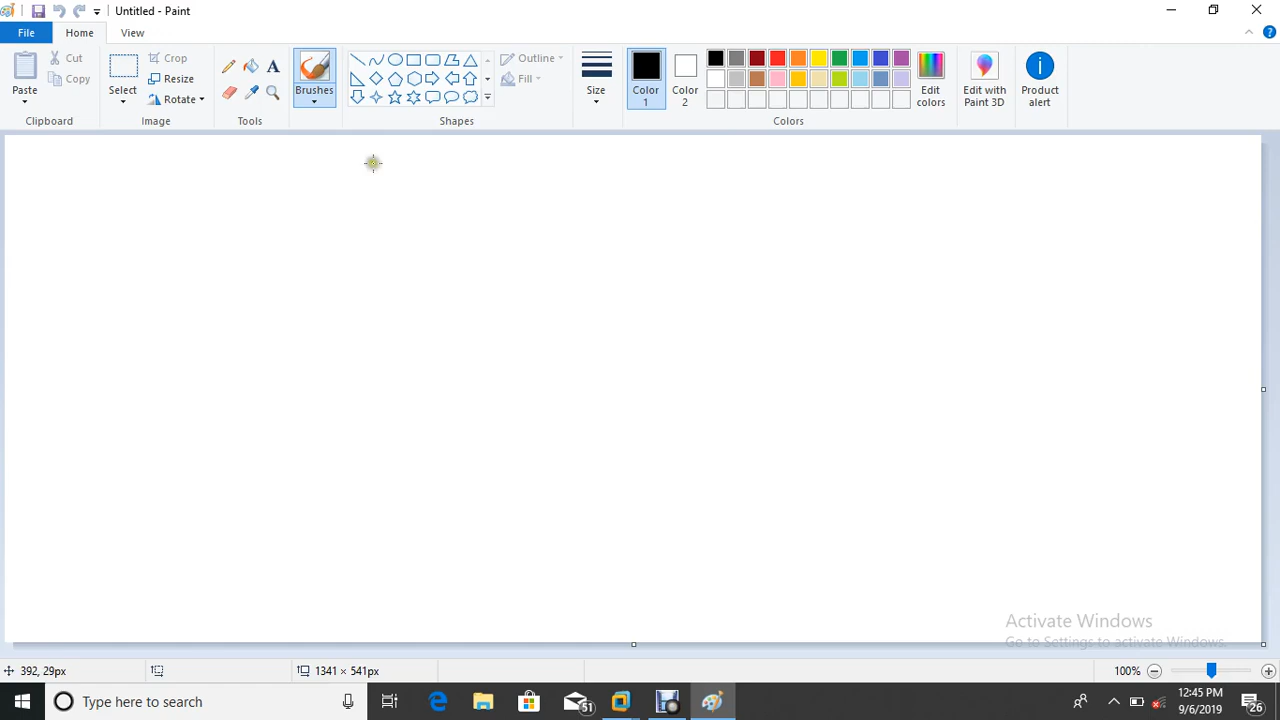 Untitled - Paint
File Home View
Paste
Cut
Copy
Clipboard
Select
Crop
Resize
Rotate
Image
A
Tools
Brushes
Shapes
Outline
Fill
Size
Color 1
Color 2
Colors
Edit colors
Edit with Paint 3D
Product alert
Activate Windows
Go to Settings to activate Windows.
392, 29px
1341 × 541px
100%
Type here to search
51
12:45 PM
9/6/2019
26